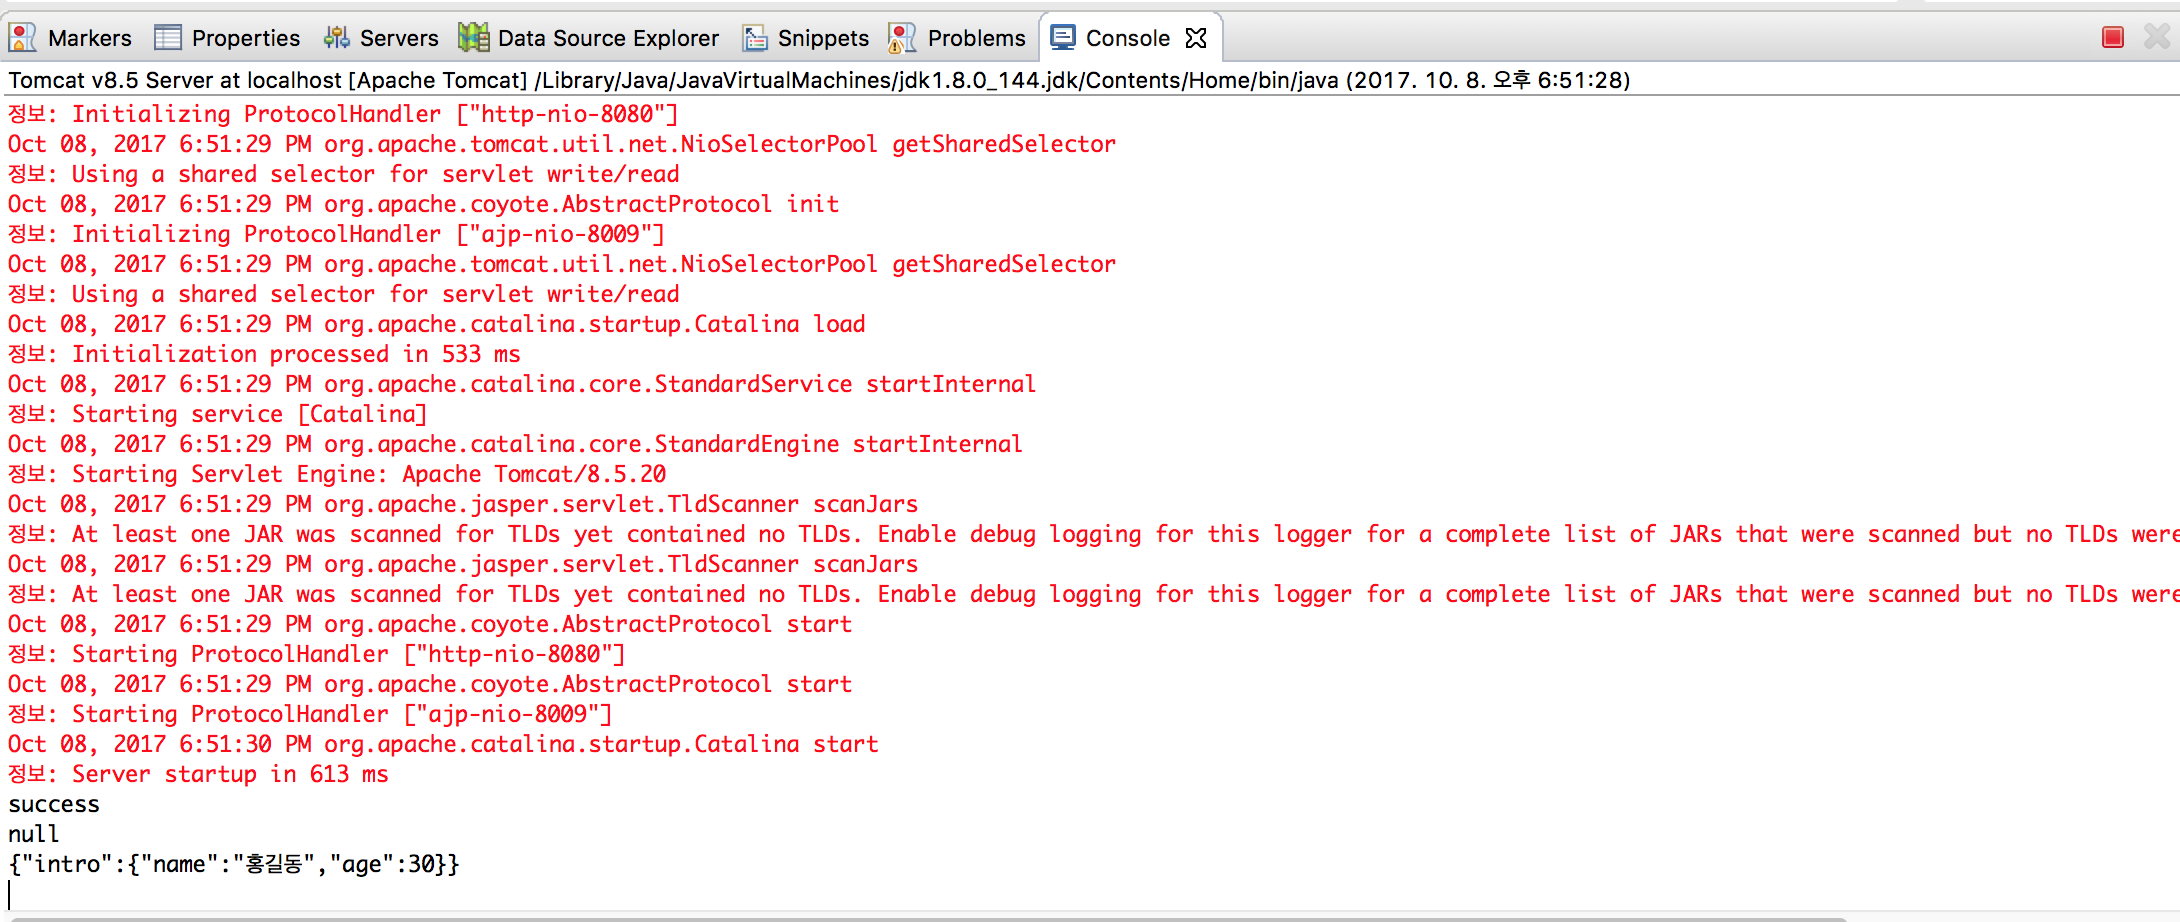 Markers Properties Servers Data Source Explorer Snippets Problems Console
Tomcat v8.5 Server at localhost [Apache Tomcat] /Library/Java/JavaVirtualMachines/jdk1.8.0_144.jdk/Contents/Home/bin/java (2017. 10. 8. 오후 6:51:28)
정보: Initializing ProtocolHandler ["http-nio-8080"]
Oct 08, 2017 6:51:29 PM org.apache.tomcat.util.net.NioSelectorPool getSharedSelector
정보: Using a shared selector for servlet write/read
Oct 08, 2017 6:51:29 PM org.apache.coyote.AbstractProtocol init
정보: Initializing ProtocolHandler ["ajp-nio-8009"]
Oct 08, 2017 6:51:29 PM org.apache.tomcat.util.net.NioSelectorPool getSharedSelector
정보: Using a shared selector for servlet write/read
Oct 08, 2017 6:51:29 PM org.apache.catalina.startup.Catalina load
정보: Initialization processed in 533 ms
Oct 08, 2017 6:51:29 PM org.apache.catalina.core.StandardService startInternal
정보: Starting service [Catalina]
Oct 08, 2017 6:51:29 PM org.apache.catalina.core.StandardEngine startInternal
정보: Starting Servlet Engine: Apache Tomcat/8.5.20
Oct 08, 2017 6:51:29 PM org.apache.jasper.servlet.TldScanner scanJars
정보: At least one JAR was scanned for TLDs yet contained no TLDs. Enable debug logging for this logger for a complete list of JARs that were scanned but no TLDs were
Oct 08, 2017 6:51:29 PM org.apache.jasper.servlet.TldScanner scanJars
정보: At least one JAR was scanned for TLDs yet contained no TLDs. Enable debug logging for this logger for a complete list of JARs that were scanned but no TLDs were
Oct 08, 2017 6:51:29 PM org.apache.coyote.AbstractProtocol start
정보: Starting ProtocolHandler ["http-nio-8080"]
Oct 08, 2017 6:51:29 PM org.apache.coyote.AbstractProtocol start
정보: Starting ProtocolHandler ["ajp-nio-8009"]
Oct 08, 2017 6:51:30 PM org.apache.catalina.startup.Catalina start
정보: Server startup in 613 ms
success
null
{"intro":{"name":"홍길동","age":30}}